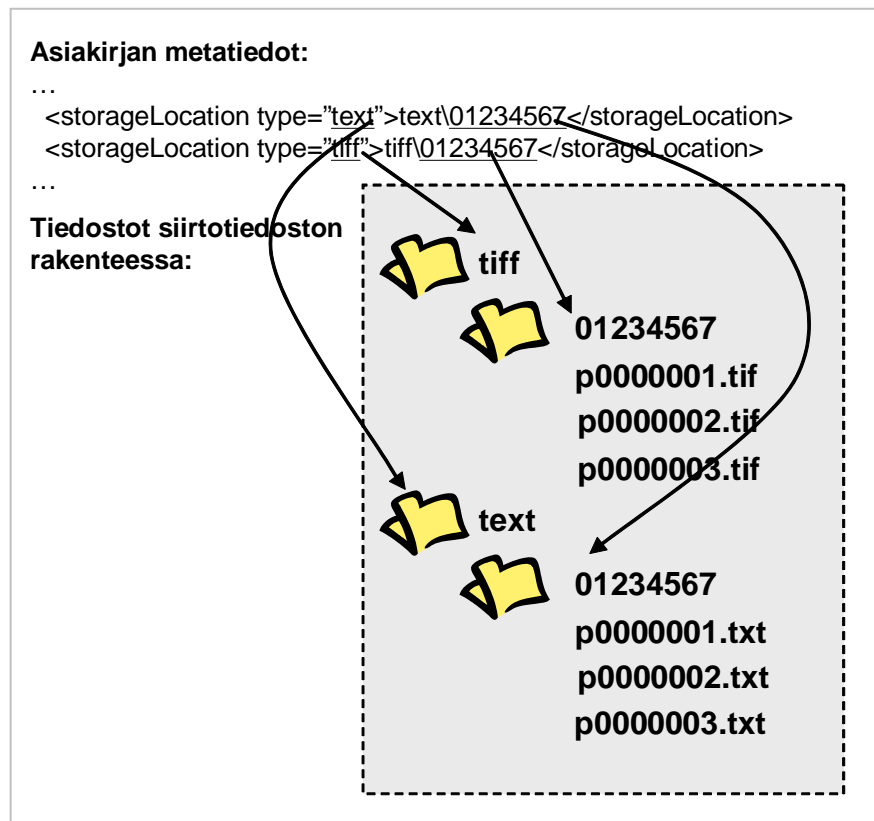 Asiakirjan metatiedot:
…
<storageLocation type=”text”>text\01234567</storageLocation>
<storageLocation type=”tiff”>tiff\01234567</storageLocation>
…
Tiedostot siirtotiedoston
rakenteessa:
tiff
01234567
p0000001.tif
p0000002.tif
p0000003.tif
text
01234567
p0000001.txt
p0000002.txt
p0000003.txt